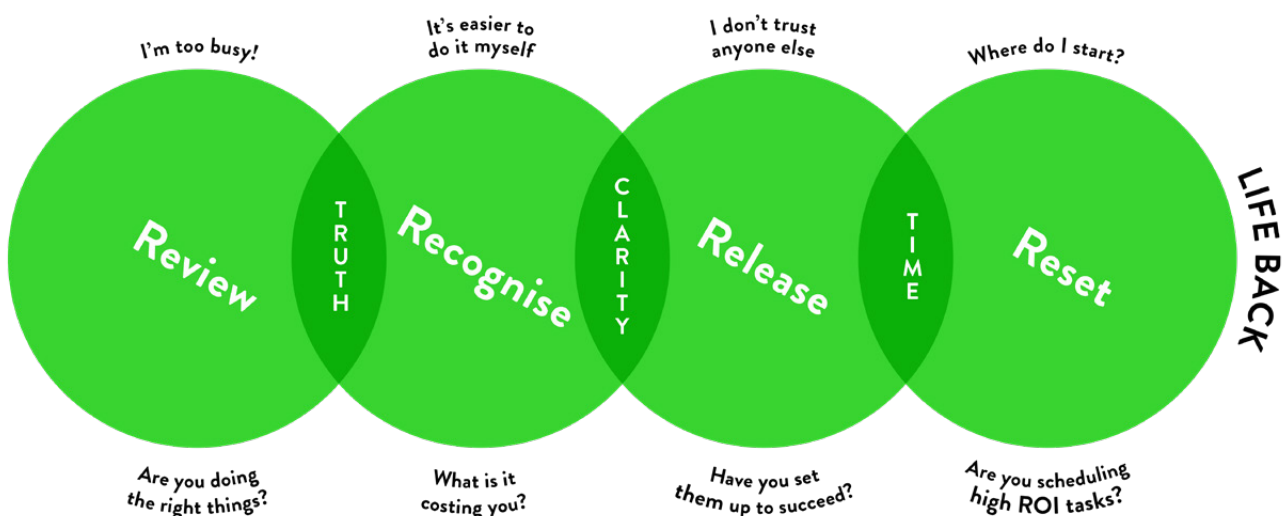 I'm too busy!
It's easier to
do it myself
I don't trust
anyone else
Where do I start?
Review
TRUTH
Recognise
CLARITY
Release
TIME
Reset
LIFE BACK
Are you doing
the right things?
What is it
costing you?
Have you set
them up to succeed?
Are you scheduling
high ROI tasks?